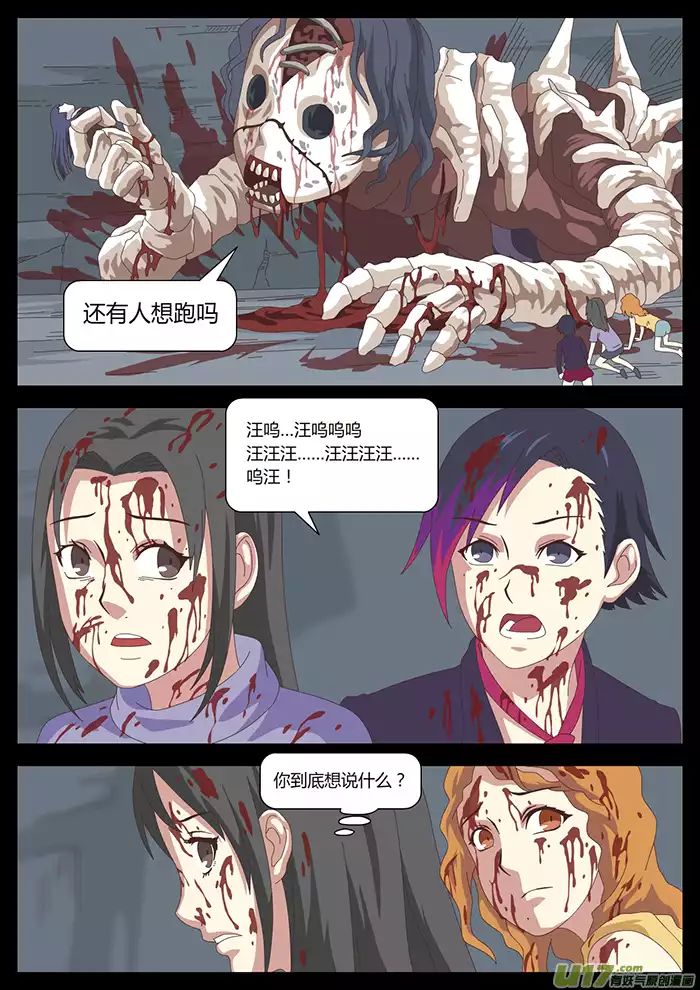 还有人想跑吗
汪呜...汪呜呜呜
汪汪汪......汪汪汪汪......
呜汪！
你到底想说什么？
U17.com
有妖气原创漫画